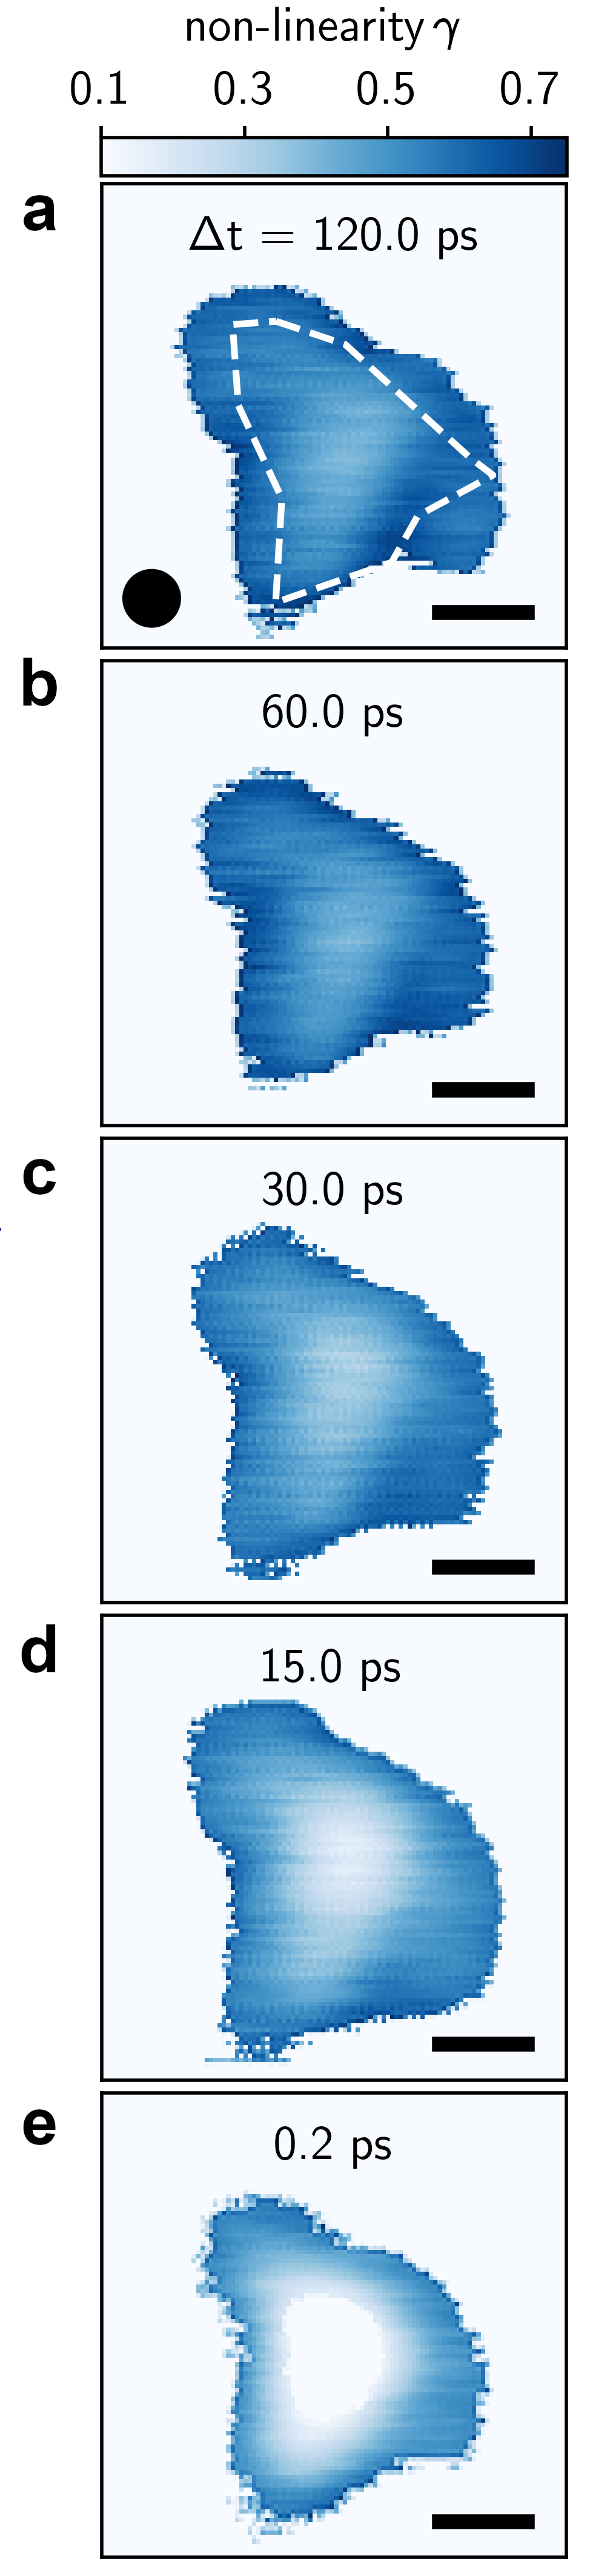 non-linearity γ
0.1 0.3 0.5 0.7
a
Δt = 120.0 ps
b
60.0 ps
c
30.0 ps
d
15.0 ps
e
0.2 ps